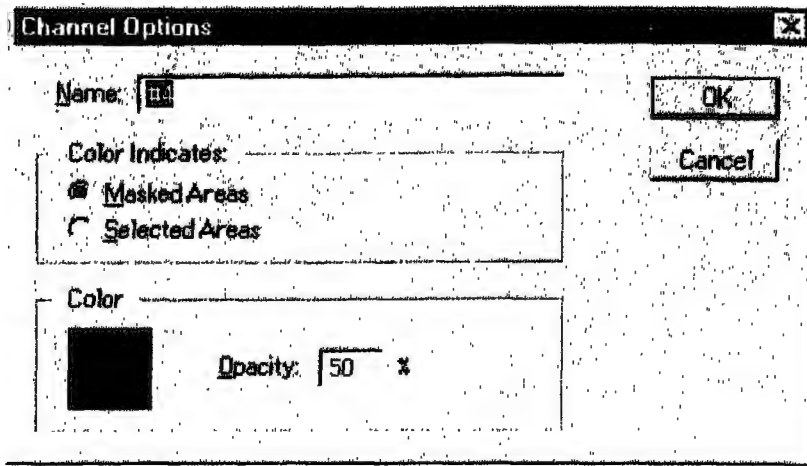 Channel Options
Name:
OK
Cancel
Color Indicates:
Masked Areas
Selected Areas
Color
Opacity: 50 %